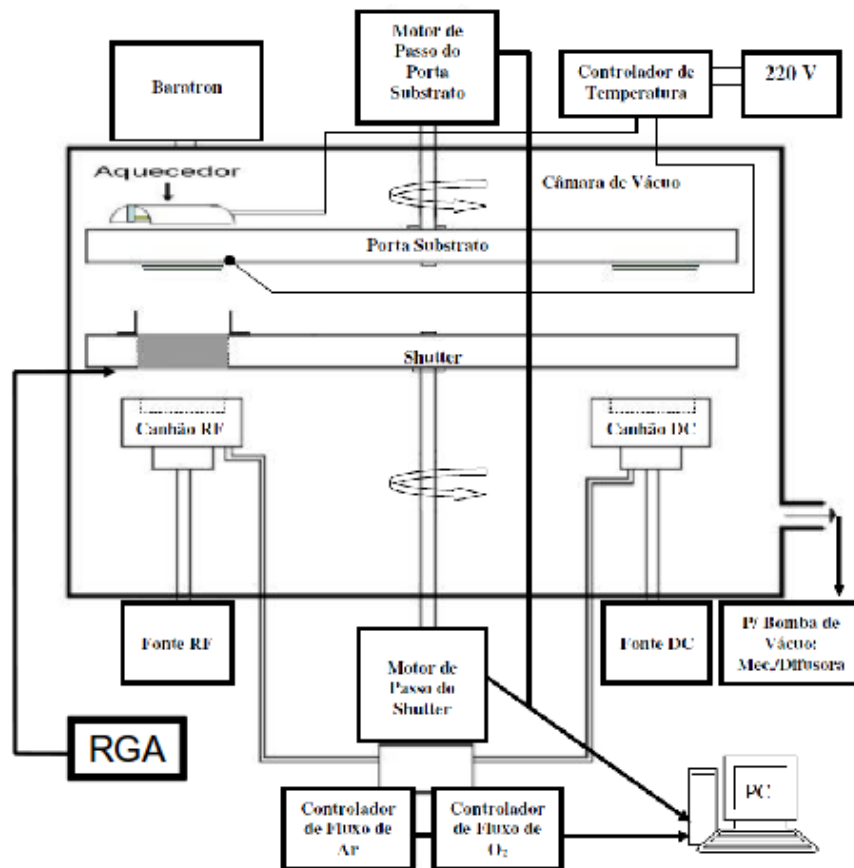 Motor de
Passo do
Porta
Substrato
Baratron
Controlador de
Temperatura
220 V
Aquecedor
Câmara de Vácuo
Porta Substrato
Shutter
Canhão RF
Canhão DC
Fonte RF
Motor de
Passo do
Shutter
Fonte DC
P/ Bomba de
Vácuo:
Mec./Difusora
RGA
Controlador
de Fluxo de
Ar
Controlador
de Fluxo de
O₂
PC